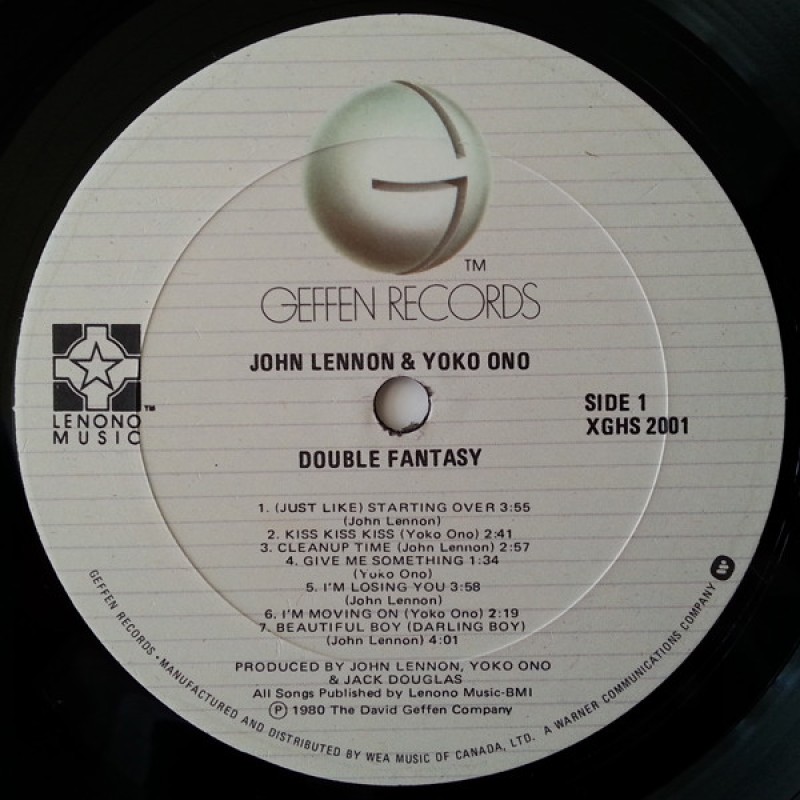 TM
GEFFEN RECORDS
JOHN LENNON & YOKO ONO
LENONO TM
MUSIC
SIDE 1
XGHS 2001
DOUBLE FANTASY
1. (JUST LIKE) STARTING OVER 3:55
(John Lennon)
2. KISS KISS KISS (Yoko Ono) 2:41
3. CLEANUP TIME (John Lennon) 2:57
4. GIVE ME SOMETHING 1:34
(Yoko Ono)
5. I'M LOSING YOU 3:58
(John Lennon)
6. I'M MOVING ON (Yoko Ono) 2:19
7. BEAUTIFUL BOY (DARLING BOY)
(John Lennon) 4:01
PRODUCED BY JOHN LENNON, YOKO ONO
& JACK DOUGLAS
All Songs Published by Lenono Music-BMI
℗ 1980 The David Geffen Company
GEFFEN RECORDS • MANUFACTURED AND DISTRIBUTED BY WEA MUSIC OF CANADA, LTD. A WARNER COMMUNICATIONS COMPANY